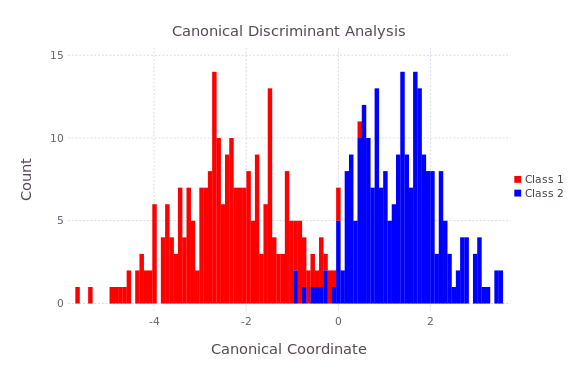 Canonical Discriminant Analysis
15
10
5
0
Count
-4
-2
0
2
Canonical Coordinate
Class 1
Class 2